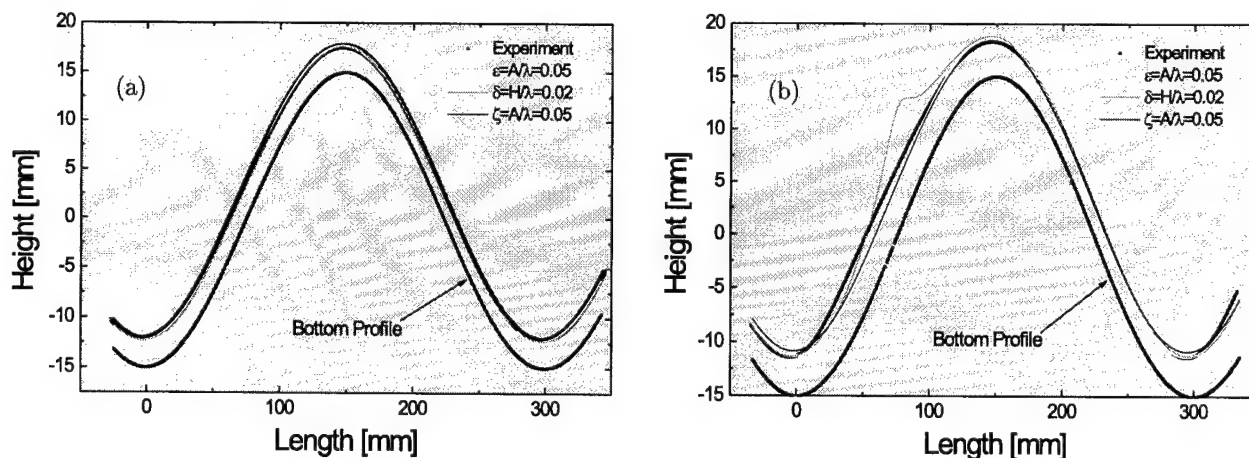 (a)
Experiment
ε=A/λ=0.05
δ=H/λ=0.02
ζ=A/λ=0.05
Bottom Profile
20
15
10
5
0
-5
-10
-15
0
100
200
300
Height [mm]
Length [mm]
(b)
Experiment
ε=A/λ=0.05
δ=H/λ=0.02
ζ=A/λ=0.05
Bottom Profile
20
15
10
5
0
-5
-10
-15
0
100
200
300
Height [mm]
Length [mm]